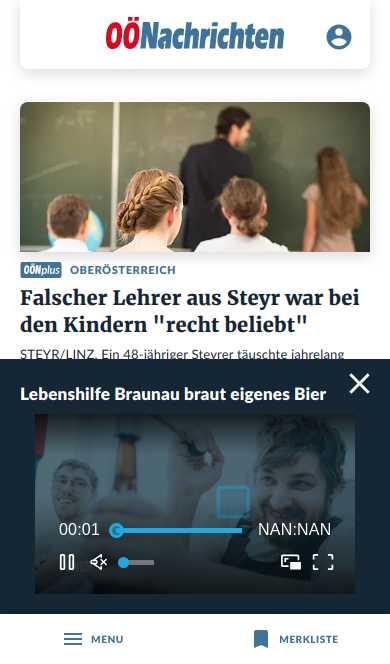 OÖNachrichten
OÖNplus OBERÖSTERREICH
Falscher Lehrer aus Steyr war bei
den Kindern "recht beliebt"
STEYR/LINZ. Ein 48-jähriger Steyrer täuschte jahrelang
Lebenshilfe Braunau braut eigenes Bier
00:01 NAN:NAN
MENU MERKLISTE